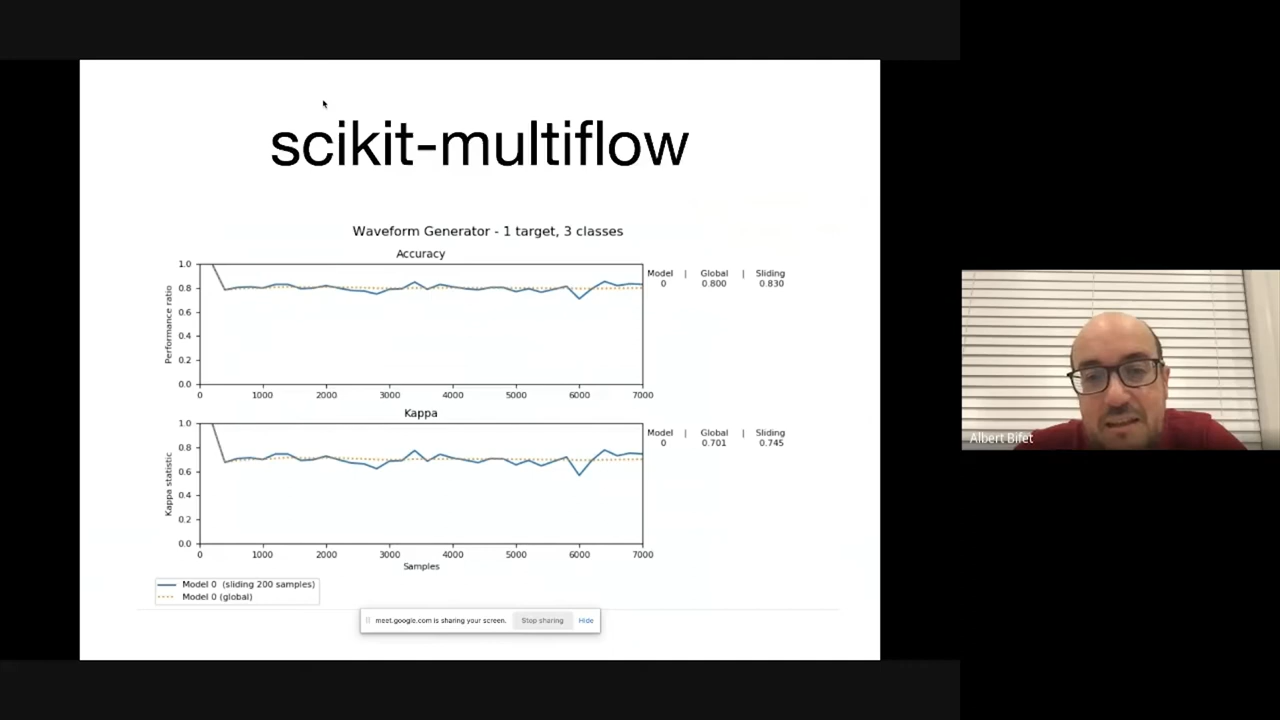 scikit-multiflow
Waveform Generator - 1 target, 3 classes
Accuracy
Performance ratio
1.0
0.8
0.6
0.4
0.2
0.0
0 1000 2000 3000 4000 5000 6000 7000
Model | Global | Sliding
0 0.800 0.830
Kappa
Kappa statistic
1.0
0.8
0.6
0.4
0.2
0.0
0 1000 2000 3000 4000 5000 6000 7000
Samples
Model | Global | Sliding
0 0.701 0.745
Model 0 (sliding 200 samples)
Model 0 (global)
meet.google.com is sharing your screen. Stop sharing Hide
Albert Bifet